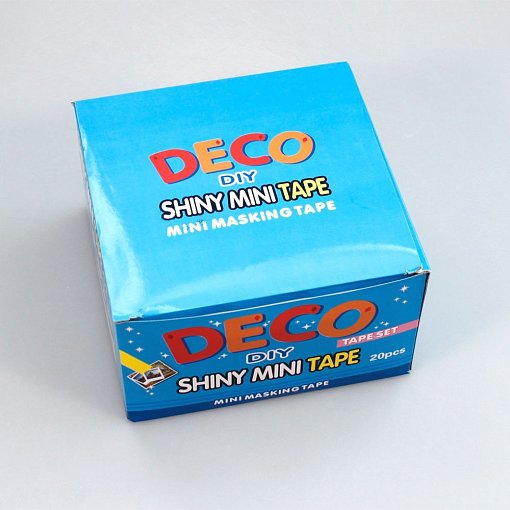 DECO
DIY
SHINY MINI TAPE
MINI MASKING TAPE
DECO
DIY
TAPE SET
SHINY MINI TAPE
20pcs
MINI MASKING TAPE